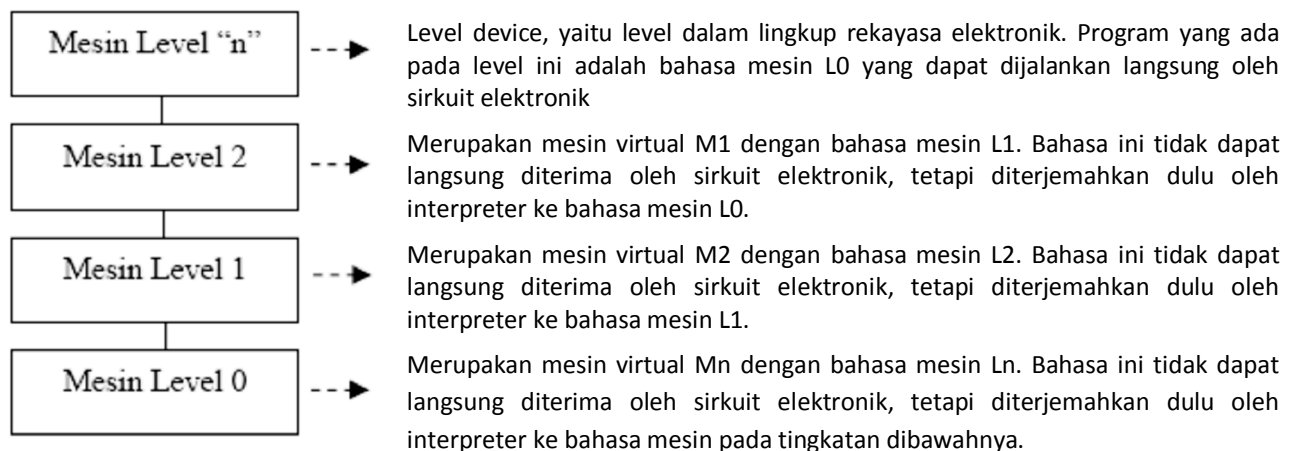 Mesin Level “n”
Level device, yaitu level dalam lingkup rekayasa elektronik. Program yang ada
pada level ini adalah bahasa mesin L0 yang dapat dijalankan langsung oleh
sirkuit elektronik
Mesin Level 2
Merupakan mesin virtual M1 dengan bahasa mesin L1. Bahasa ini tidak dapat
langsung diterima oleh sirkuit elektronik, tetapi diterjemahkan dulu oleh
interpreter ke bahasa mesin L0.
Mesin Level 1
Merupakan mesin virtual M2 dengan bahasa mesin L2. Bahasa ini tidak dapat
langsung diterima oleh sirkuit elektronik, tetapi diterjemahkan dulu oleh
interpreter ke bahasa mesin L1.
Mesin Level 0
Merupakan mesin virtual Mn dengan bahasa mesin Ln. Bahasa ini tidak dapat
langsung diterima oleh sirkuit elektronik, tetapi diterjemahkan dulu oleh
interpreter ke bahasa mesin pada tingkatan dibawahnya.